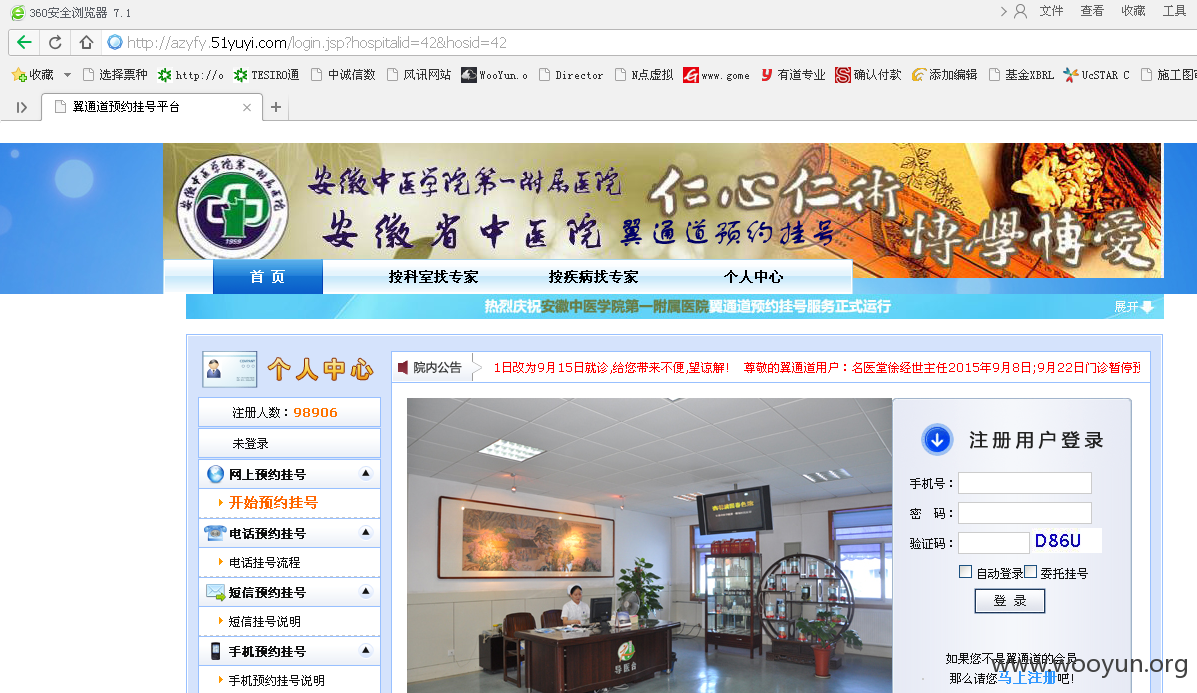 360安全浏览器 7.1
文件 查看 收藏 工具
http://azyfy.51yuyi.com/login.jsp?hospitalid=42&hosid=42
收藏 选择票种 http://o TESIRO通 中诚信数 风讯网站 WooYun.o Director N点虚拟 www.gome 有道专业 确认付款 添加编辑 基金XBRL UcSTAR C 施工图
翼通道预约挂号平台
安徽中医学院第一附属医院
安徽中医学院第一附属医院
1959
安徽省中医院 翼通道预约挂号
仁心仁術
博學博愛
首 页 按科室找专家 按疾病找专家 个人中心
热烈庆祝安徽中医学院第一附属医院翼通道预约挂号服务正式运行
展开
个人中心
注册人数：98906
未登录
网上预约挂号
开始预约挂号
电话预约挂号
电话挂号流程
短信预约挂号
短信挂号说明
手机预约挂号
手机预约挂号说明
院内公告
1日改为9月15日就诊,给您带来不便,望谅解! 尊敬的翼通道用户：名医堂徐经世主任2015年9月8日;9月22日门诊暂停
导医台
注册用户登录
手机号：
密 码：
验证码： D86U
自动登录 委托挂号
登 录
如果您不是翼通道的会员
那么请您马上注册吧!
www.wooyun.org